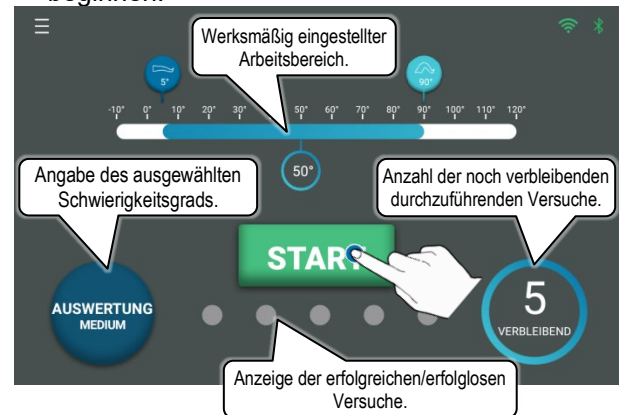 beginnen.
Werksmäßig eingestellter
Arbeitsbereich.
5°
90°
-10° 0° 10° 20° 30° 50° 60° 70° 80° 90° 100° 110° 120°
50°
Angabe des ausgewählten
Schwierigkeitsgrads.
Anzahl der noch verbleibenden
durchzuführenden Versuche.
START
AUSWERTUNG
MEDIUM
5
VERBLEIBEND
Anzeige der erfolgreichen/erfolglosen
Versuche.